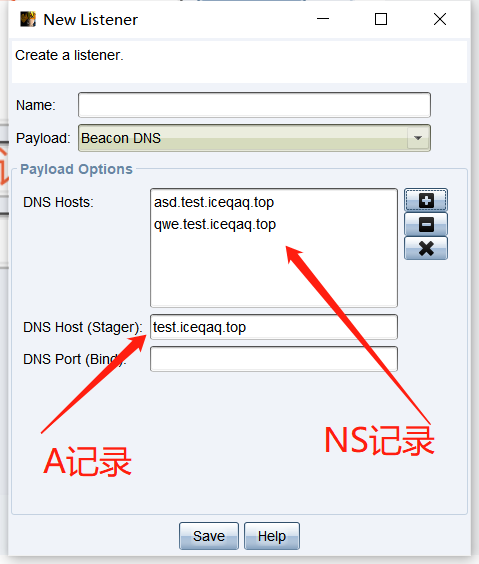 New Listener
Create a listener.
Name:
Payload: Beacon DNS
Payload Options
DNS Hosts: asd.test.iceqaq.top
qwe.test.iceqaq.top
DNS Host (Stager): test.iceqaq.top
DNS Port (Bind):
NS记录
A记录
Save Help